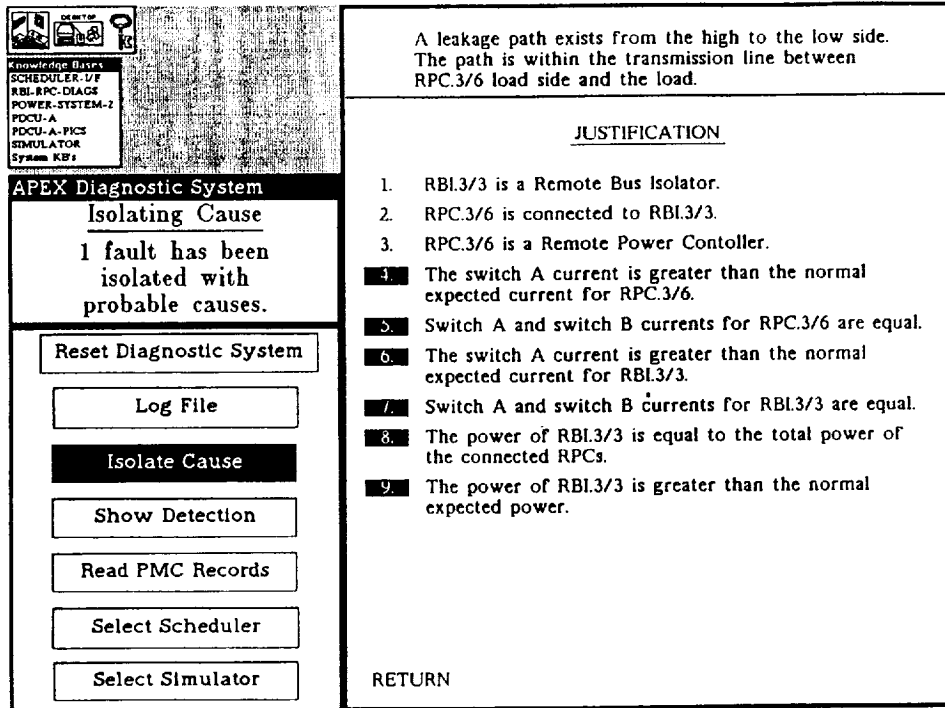 DESKTOP
Knowledge Bases
SCHEDULER-I/F
RBI-RPC-DIAGS
POWER-SYSTEM-2
PDCU-A
PDCU-A-PICS
SIMULATOR
System KB's
APEX Diagnostic System
Isolating Cause
1 fault has been
isolated with
probable causes.
Reset Diagnostic System
Log File
Isolate Cause
Show Detection
Read PMC Records
Select Scheduler
Select Simulator
A leakage path exists from the high to the low side.
The path is within the transmission line between
RPC.3/6 load side and the load.
JUSTIFICATION
1. RBI.3/3 is a Remote Bus Isolator.
2. RPC.3/6 is connected to RBI.3/3.
3. RPC.3/6 is a Remote Power Contoller.
4. The switch A current is greater than the normal
expected current for RPC.3/6.
5. Switch A and switch B currents for RPC.3/6 are equal.
6. The switch A current is greater than the normal
expected current for RBI.3/3.
7. Switch A and switch B currents for RBI.3/3 are equal.
8. The power of RBI.3/3 is equal to the total power of
the connected RPCs.
9. The power of RBI.3/3 is greater than the normal
expected power.
RETURN